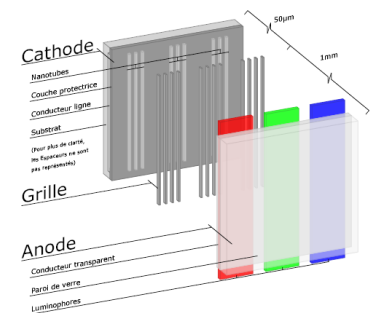 50µm
1mm
Cathode
Nanotubes
Couche protectrice
Conducteur ligne
Substrat
(Pour plus de clarté,
les Espaceurs ne sont
pas représentés)
Grille
Anode
Conducteur transparent
Paroi de verre
Luminophores